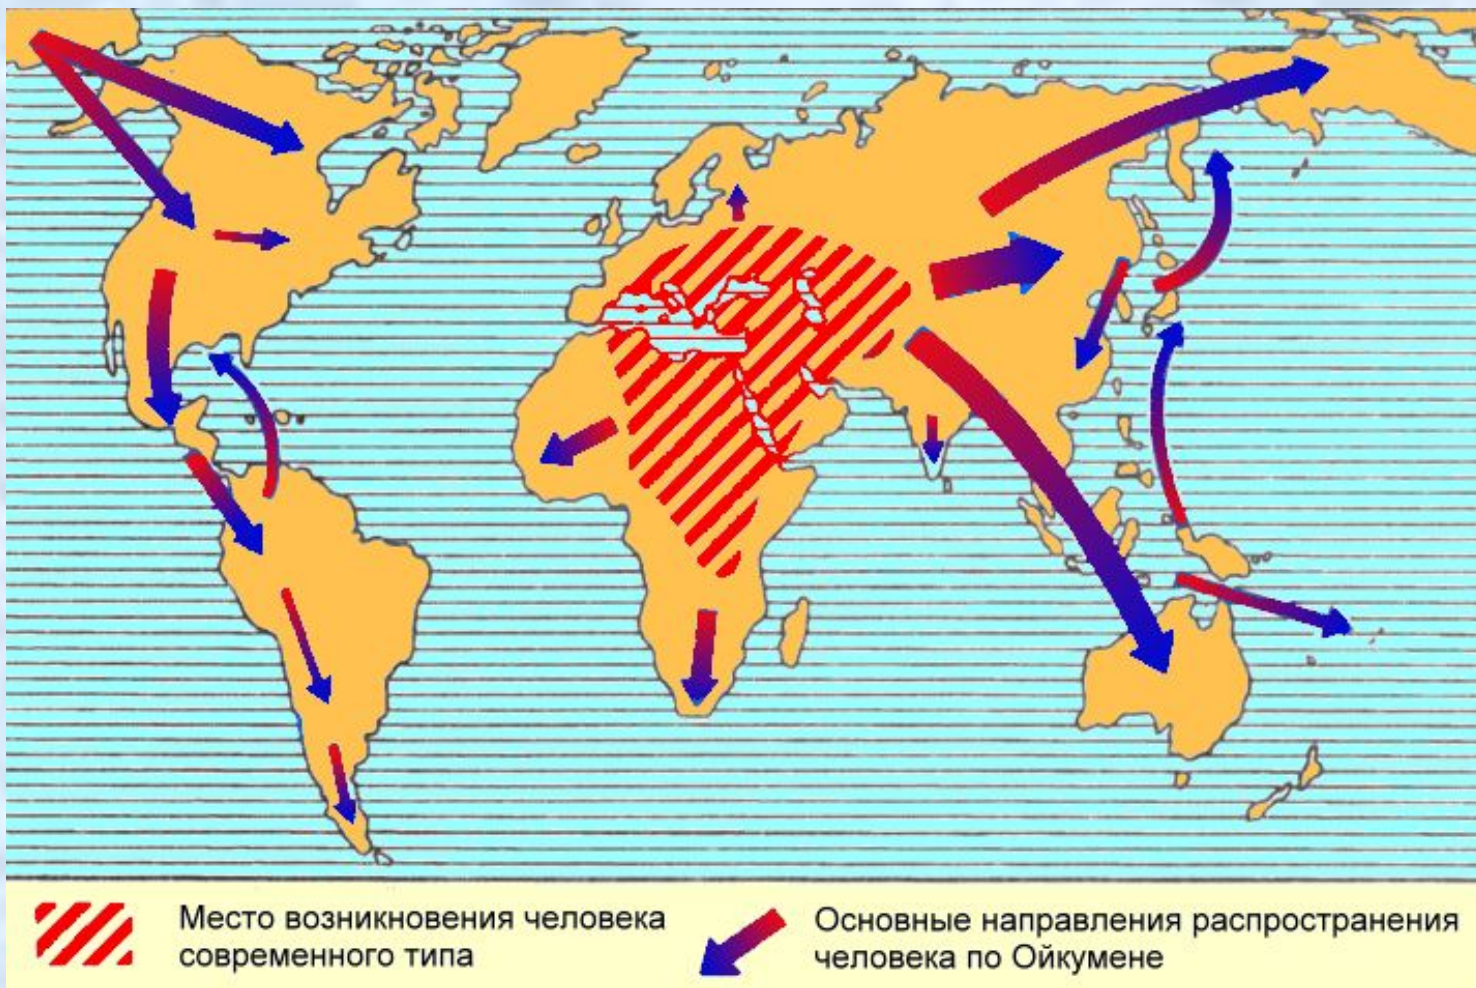 Место возникновения человека
современного типа
Основные направления распространения
человека по Ойкумене